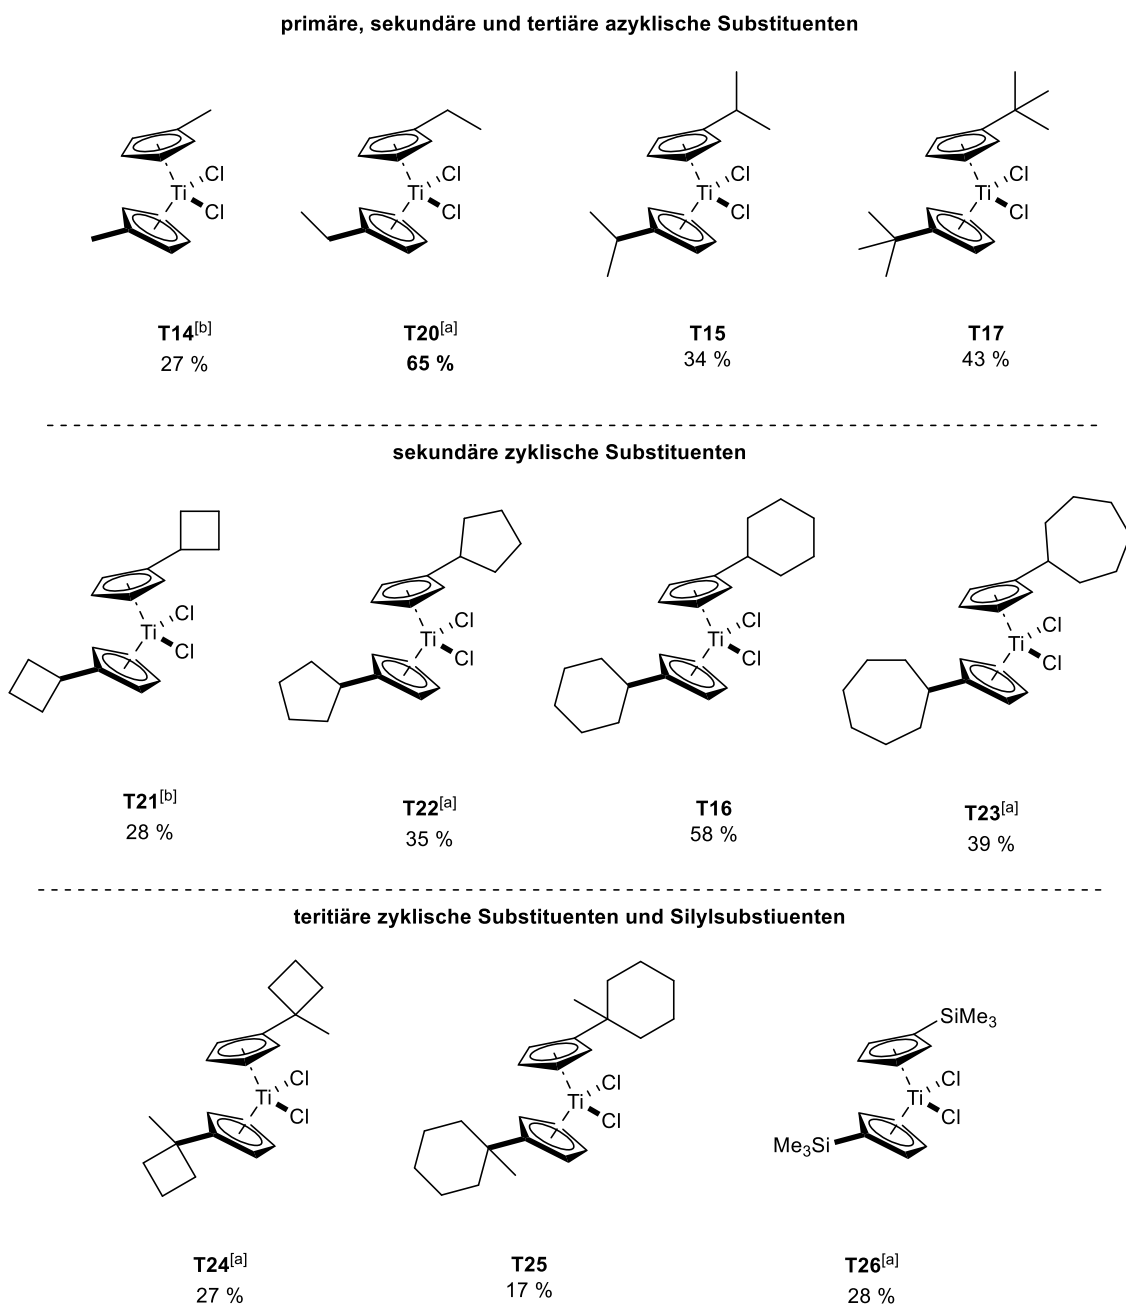 primäre, sekundäre und tertiäre azyklische Substituenten
Ti Cl Cl
Ti Cl Cl
Ti Cl Cl
Ti Cl Cl
T14[b] T20[a] T15 T17
27 % 65 % 34 % 43 %
sekundäre zyklische Substituenten
Ti Cl Cl
Ti Cl Cl
Ti Cl Cl
Ti Cl Cl
T21[b] T22[a] T16 T23[a]
28 % 35 % 58 % 39 %
teritiäre zyklische Substituenten und Silylsubstiuenten
Ti Cl Cl
Ti Cl Cl
SiMe3
Ti Cl Cl
Me3Si
T24[a] T25 T26[a]
27 % 17 % 28 %